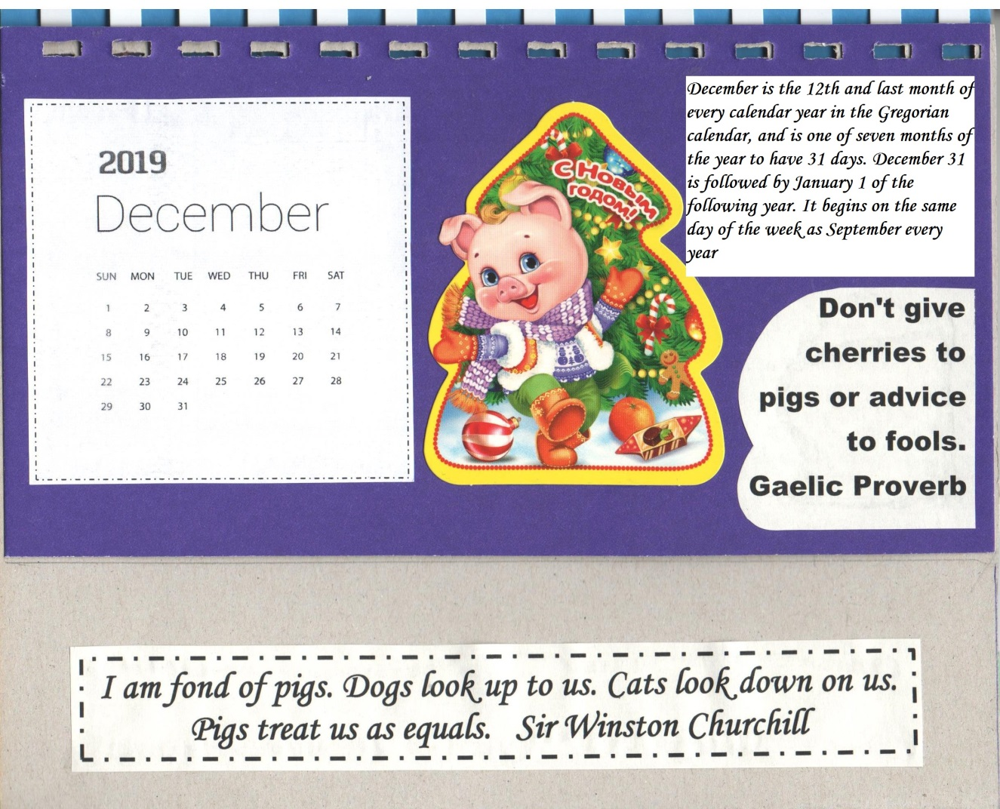 2019
December
SUN MON TUE WED THU FRI SAT
1 2 3 4 5 6 7
8 9 10 11 12 13 14
15 16 17 18 19 20 21
22 23 24 25 26 27 28
29 30 31
С Новым
годом!
December is the 12th and last month of
every calendar year in the Gregorian
calendar, and is one of seven months of
the year to have 31 days. December 31
is followed by January 1 of the
following year. It begins on the same
day of the week as September every
year
Don't give
cherries to
pigs or advice
to fools.
Gaelic Proverb
I am fond of pigs. Dogs look up to us. Cats look down on us.
Pigs treat us as equals. Sir Winston Churchill